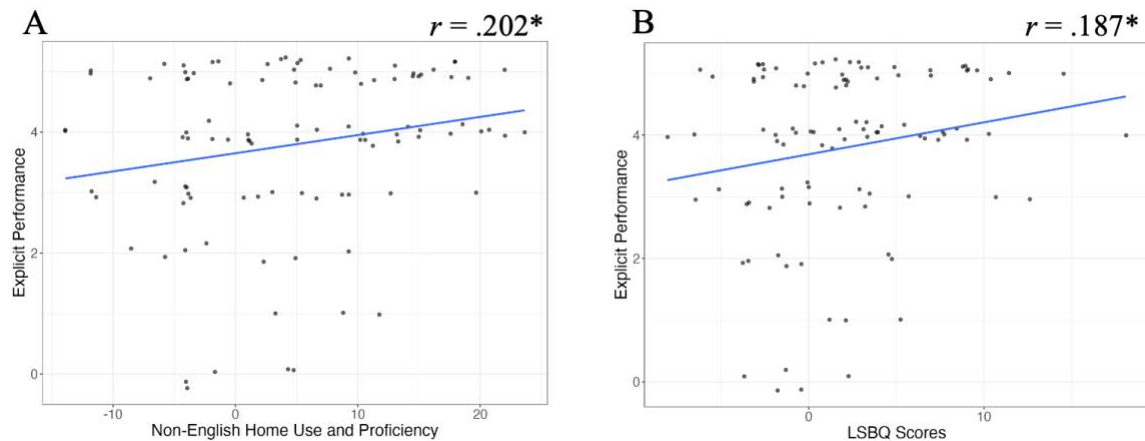 A
r = .202*
Explicit Performance
4
2
0
-10
0
10
20
Non-English Home Use and Proficiency
B
r = .187*
Explicit Performance
4
2
0
0
10
LSBQ Scores